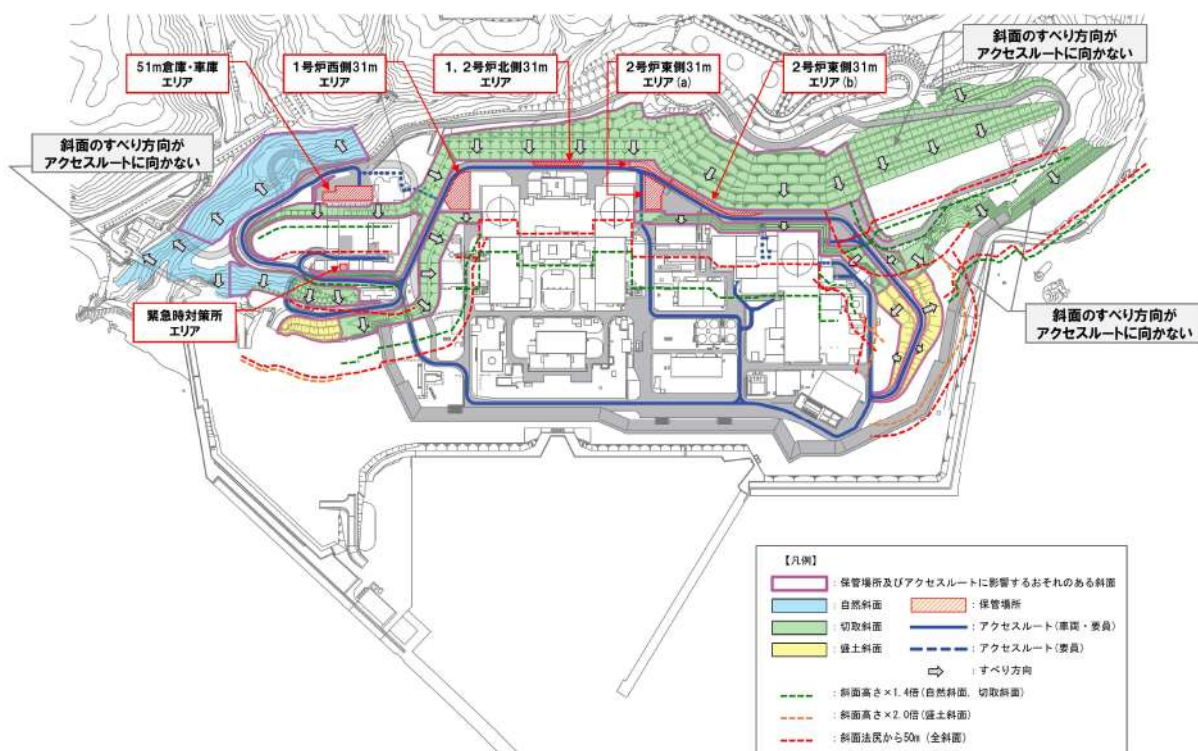 斜面のすべり方向が
アクセスルートに向かない
51m倉庫・車庫
エリア
1号炉西側31m
エリア
1，2号炉北側31m
エリア
2号炉東側31m
エリア(a)
2号炉東側31m
エリア(b)
斜面のすべり方向が
アクセスルートに向かない
緊急時対策所
エリア
斜面のすべり方向が
アクセスルートに向かない
【凡例】
：保管場所及びアクセスルートに影響するおそれのある斜面
：自然斜面
：保管場所
：切取斜面
：アクセスルート(車両・要員)
：盛土斜面
：アクセスルート(要員)
：すべり方向
：斜面高さ×1.4倍(自然斜面，切取斜面)
：斜面高さ×2.0倍(盛土斜面)
：斜面法尻から50m (全斜面)